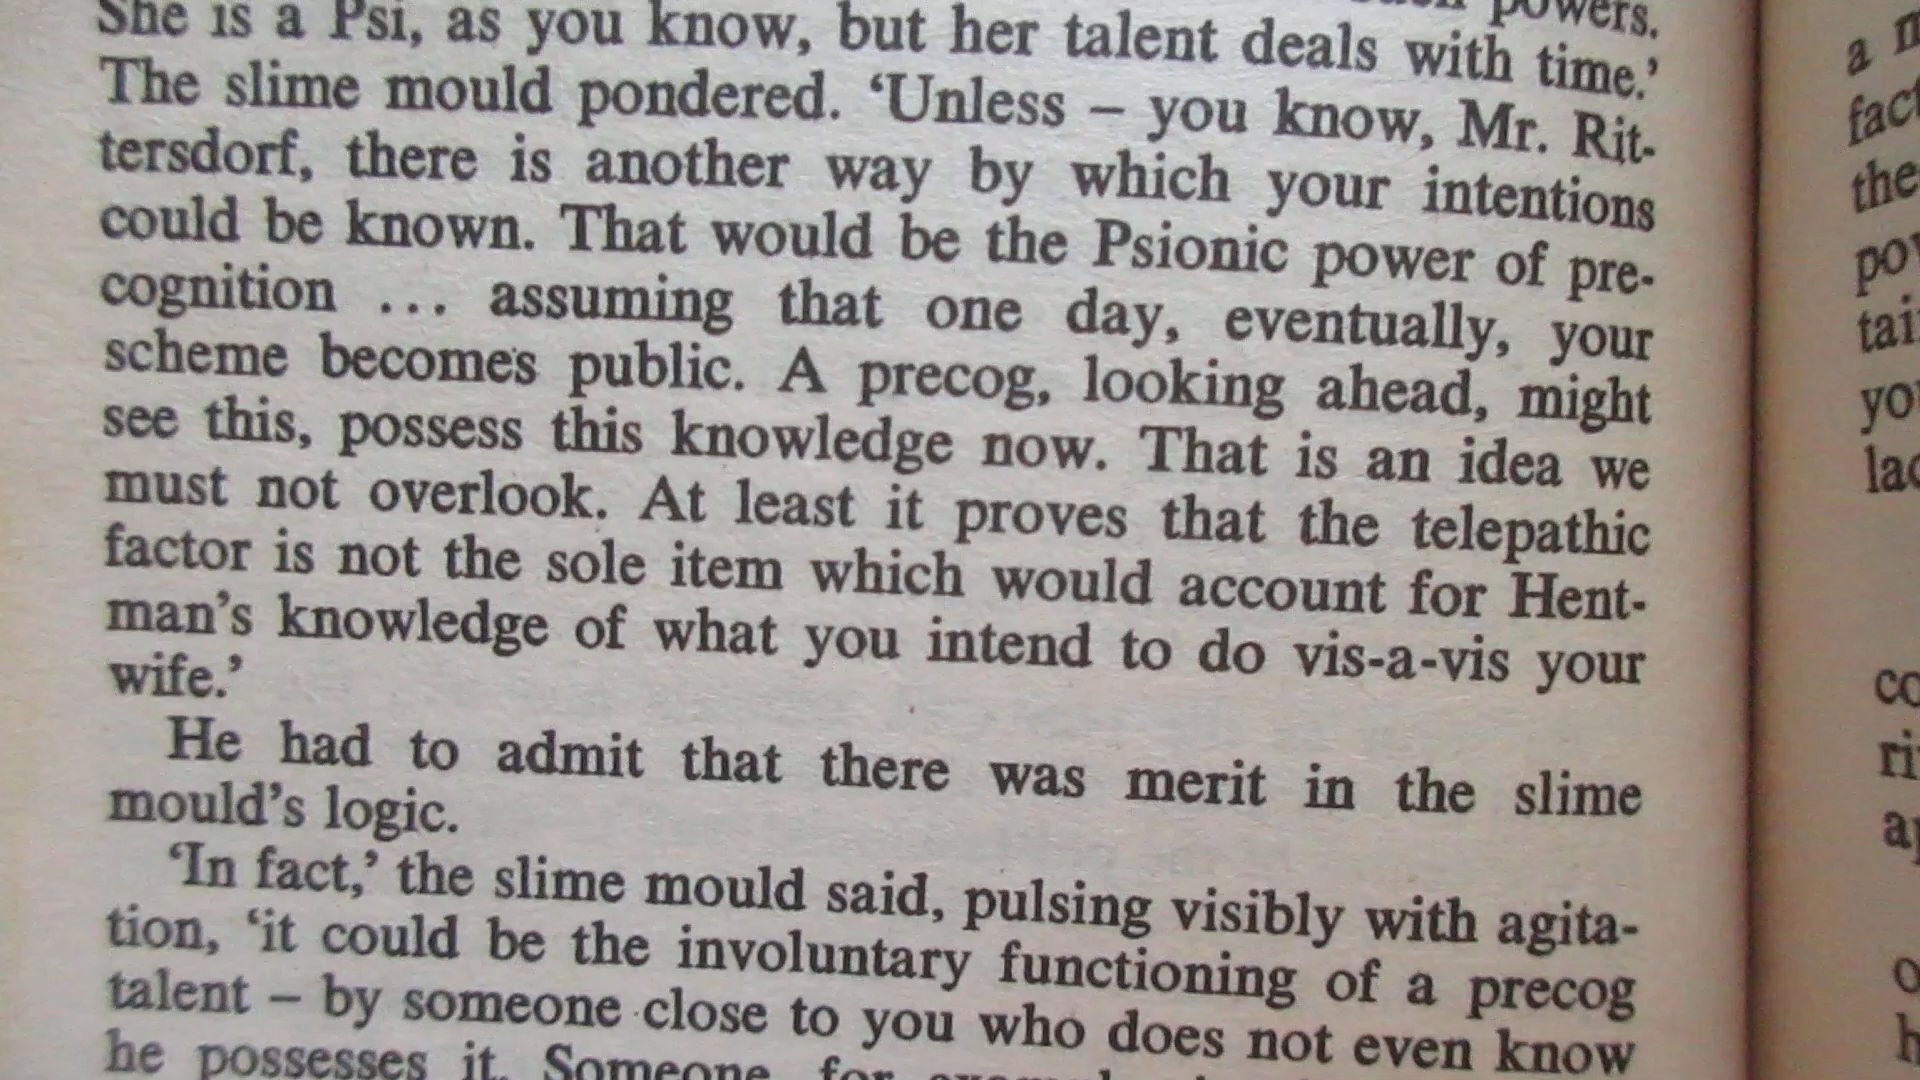 powers.
She is a Psi, as you know, but her talent deals with time.’
The slime mould pondered. ‘Unless – you know, Mr. Rit-
tersdorf, there is another way by which your intentions
could be known. That would be the Psionic power of pre-
cognition ... assuming that one day, eventually, your
scheme becomes public. A precog, looking ahead, might
see this, possess this knowledge now. That is an idea we
must not overlook. At least it proves that the telepathic
factor is not the sole item which would account for Hent-
man’s knowledge of what you intend to do vis-a-vis your
wife.’
He had to admit that there was merit in the slime
mould’s logic.
‘In fact,’ the slime mould said, pulsing visibly with agita-
tion, ‘it could be the involuntary functioning of a precog
talent – by someone close to you who does not even know
he possesses it. Someone, for
a
the